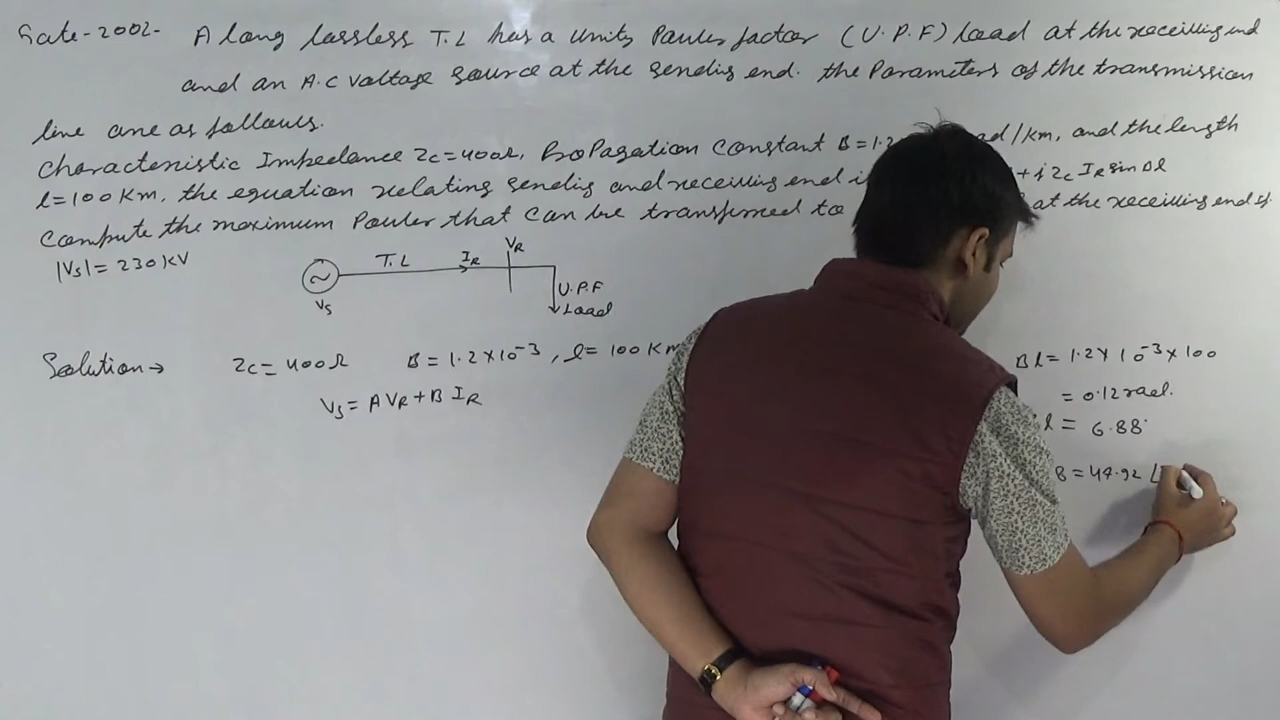 Gate-2002- A long lossless T.L has a unity Power factor (U.P.F) load at the receiving end
and an A.C voltage source at the sending end. the Parameters of the transmission
line are as follows.
Characteristic Impedance Zc=400Ω, Propagation constant B=1.2 ad/km, and the length
l=100 Km, the equation relating sending and receiving end i + j Zc IR sin Bl
Compute the maximum Power that can be transferred to at the receiving end if
|Vs|= 230 kV
T.L IR VR
Vs
U.P.F
Load
Solution→ Zc= 400Ω B= 1.2×10⁻³, l= 100 Km
Vs= A VR + B IR
Bl = 1.2×10⁻³×100
= 0.12 rad.
l = 6.88°
B = 47.92 ∠